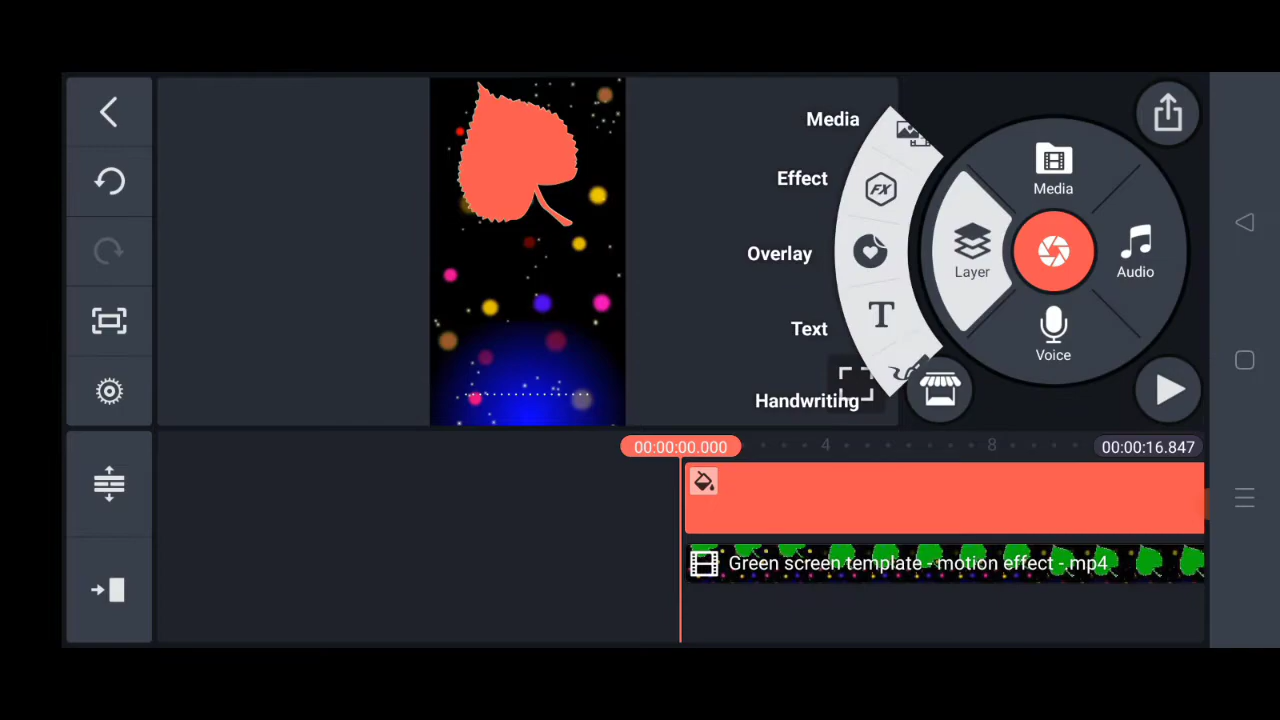 Media
Effect
Overlay
Text
Handwriting
FX
T
Media
Layer
Audio
Voice
00:00:00.000
4
8
00:00:16.847
Green screen template - motion effect -.mp4